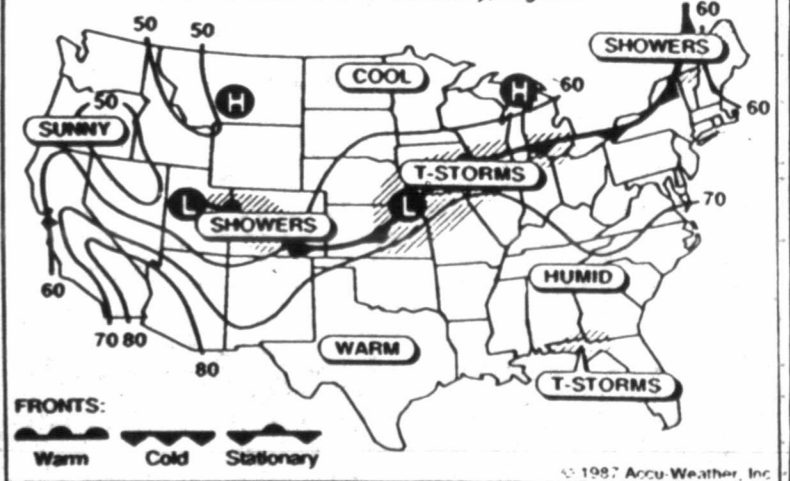 60
50
50
SHOWERS
COOL
H
H
60
50
60
SUNNY
T-STORMS
L
L
70
SHOWERS
HUMID
60
70 80
WARM
80
T-STORMS
FRONTS:
Warm Cold Stationary
© 1987 Accu-Weather, Inc